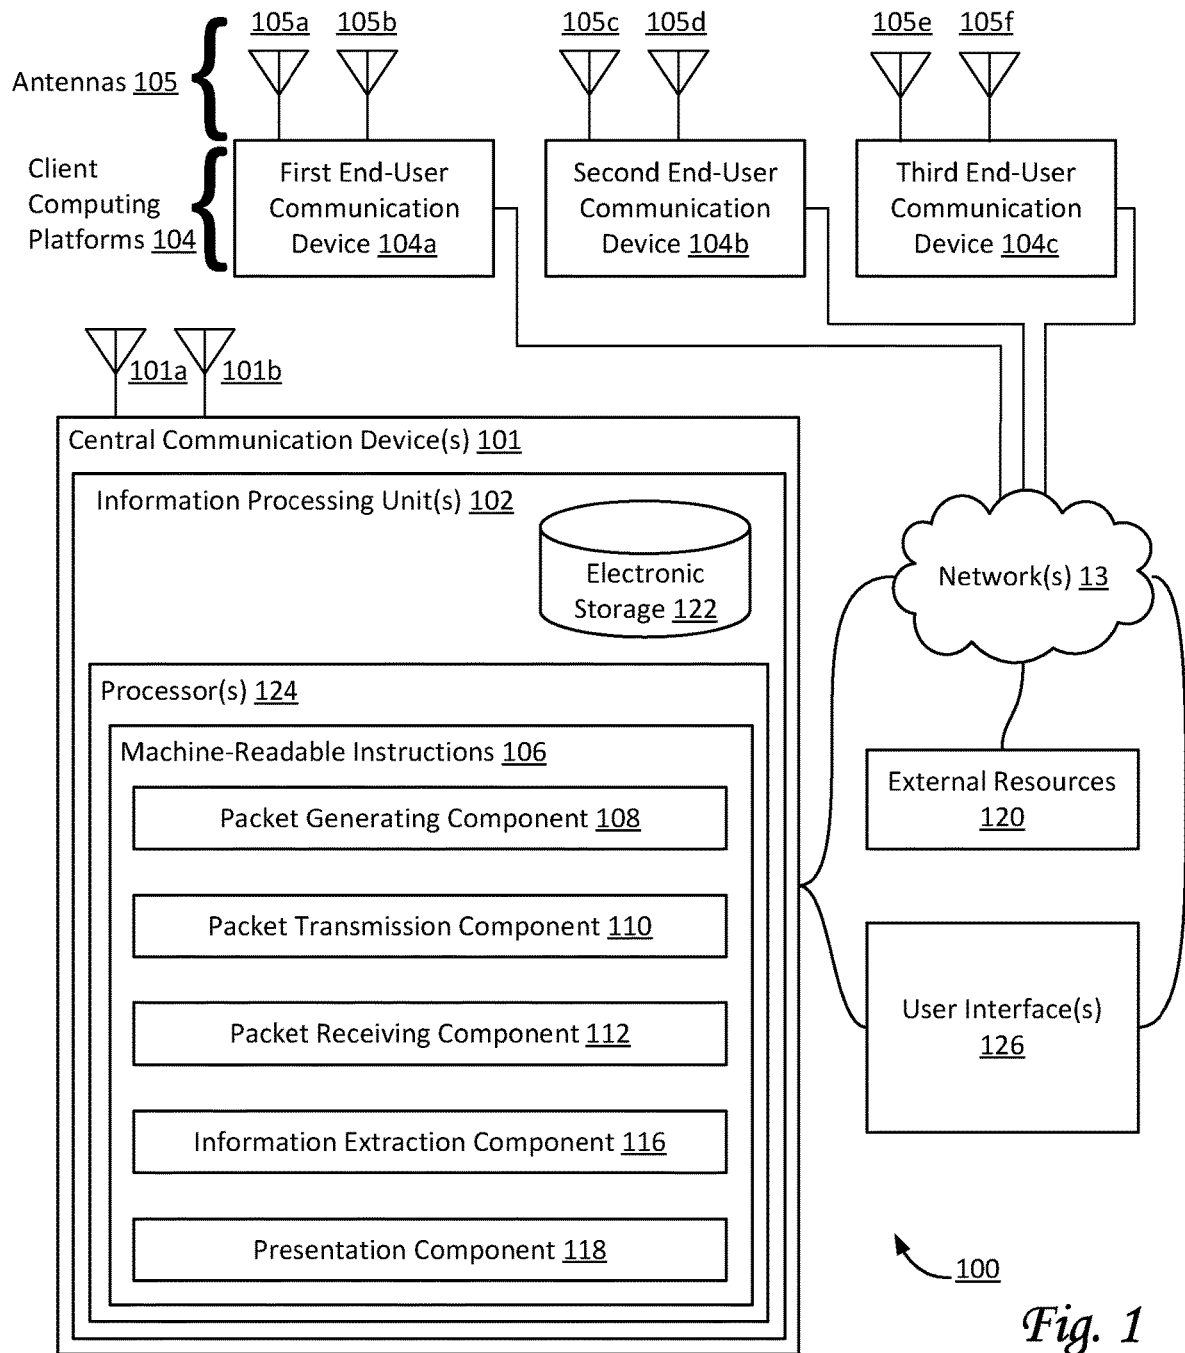 105a 105b 105c 105d 105e 105f
Antennas 105
Client
Computing
Platforms 104
First End-User
Communication
Device 104a
Second End-User
Communication
Device 104b
Third End-User
Communication
Device 104c
101a 101b
Central Communication Device(s) 101
Information Processing Unit(s) 102
Electronic
Storage 122
Network(s) 13
Processor(s) 124
Machine-Readable Instructions 106
Packet Generating Component 108
Packet Transmission Component 110
Packet Receiving Component 112
Information Extraction Component 116
Presentation Component 118
External Resources
120
User Interface(s)
126
100
Fig. 1